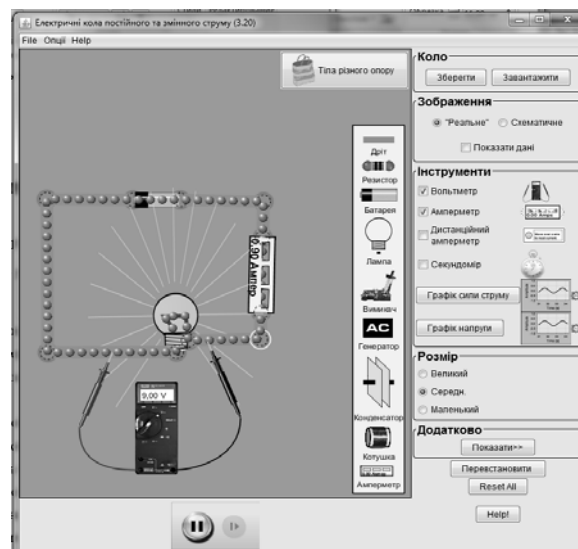 Електричні кола постійного та змінного струму (3.20)
File Опції Help
Тіла різного опору
Дріт
Резистор
Батарея
Лампа
Вимикач
AC
Генератор
Конденсатор
Котушка
Амперметр
0.90 Ампер
9,00 V
Коло
Зберегти
Завантажити
Зображення
"Реальне"
Схематичне
Показати дані
Інструменти
Вольтметр
Амперметр
Дистанційний
амперметр
Секундомір
Графік сили струму
Графік напруги
Розмір
Великий
Середн.
Маленький
Додатково
Показати>>
Перевстановити
Reset All
Help!